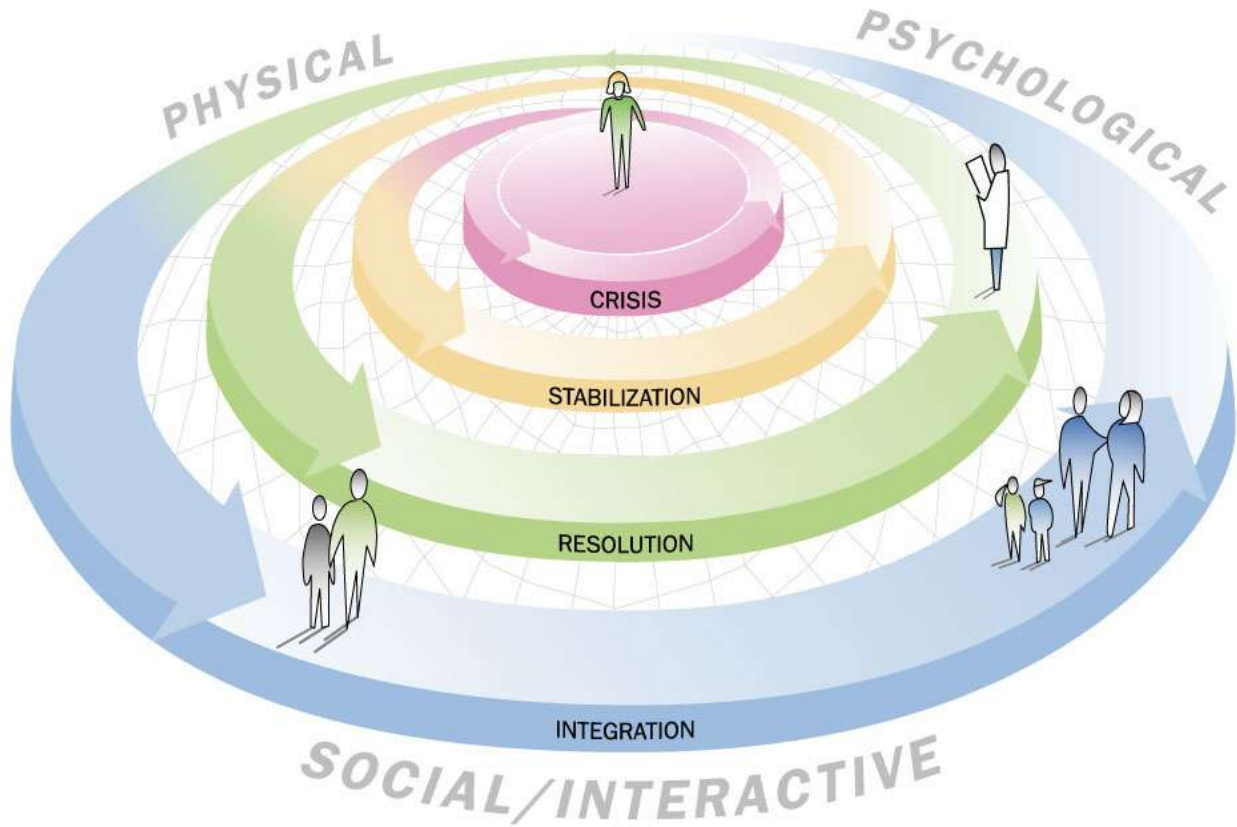 PHYSICAL
PSYCHOLOGICAL
CRISIS
STABILIZATION
RESOLUTION
INTEGRATION
SOCIAL/INTERACTIVE